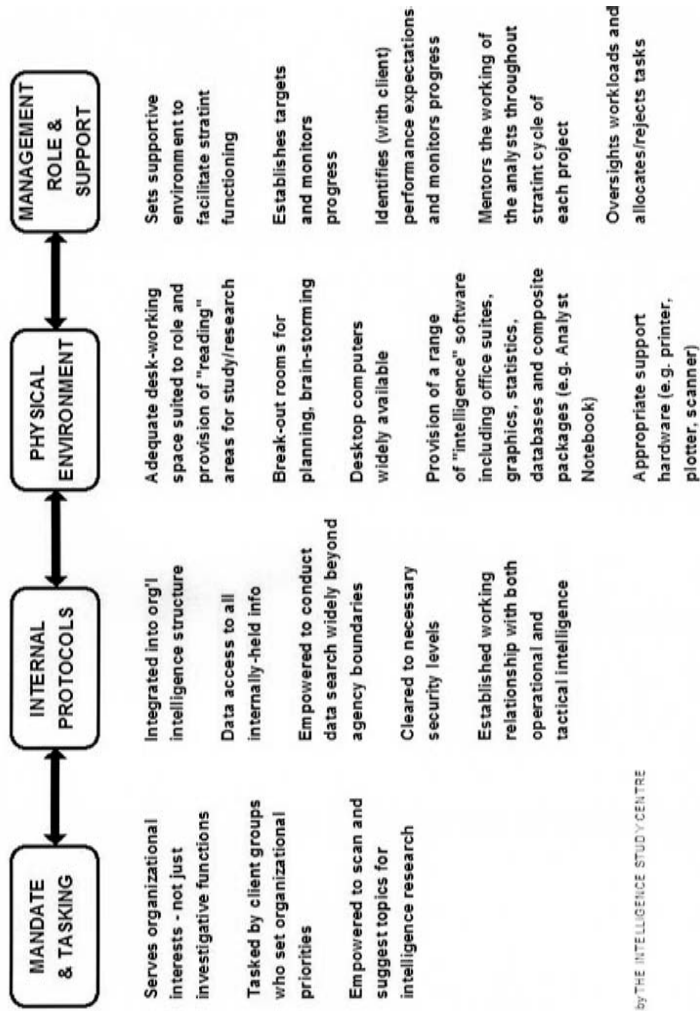 MANDATE
& TASKING
Serves organizational
interests - not just
investigative functions
Tasked by client groups
who set organizational
priorities
Empowered to scan and
suggest topics for
intelligence research
INTERNAL
PROTOCOLS
Integrated into org'l
intelligence structure
Data access to all
internally-held info
Empowered to conduct
data search widely beyond
agency boundaries
Cleared to necessary
security levels
Established working
relationship with both
operational and
tactical intelligence
PHYSICAL
ENVIRONMENT
Adequate desk-working
space suited to role and
provision of "reading"
areas for study/research
Break-out rooms for
planning, brain-storming
Desktop computers
widely available
Provision of a range
of "intelligence" software
including office suites,
graphics, statistics,
databases and composite
packages (e.g. Analyst
Notebook)
Appropriate support
hardware (e.g. printer,
plotter, scanner)
MANAGEMENT
ROLE &
SUPPORT
Sets supportive
environment to
facilitate stratint
functioning
Establishes targets
and monitors
progress
Identifies (with client)
performance expectations
and monitors progress
Mentors the working of
the analysts throughout
stratint cycle of
each project
Oversights workloads and
allocates/rejects tasks
by THE INTELLIGENCE STUDY CENTRE